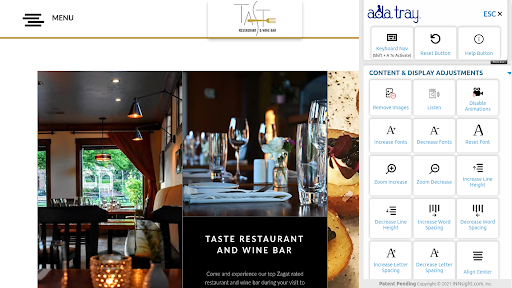 MENU
TAST
RESTAURANT & WINE BAR
ada tray
ESC ✕
Keyboard Nav
(Shift + A to Activate)
Reset Button
Help Button
CONTENT & DISPLAY ADJUSTMENTS
Remove Images
Listen
Disable
Animations
Increase Fonts
Decrease Fonts
Reset Font
Zoom Increase
Zoom Decrease
Increase Line
Height
Decrease Line
Height
Increase Word
Spacing
Decrease Word
Spacing
Increase Letter
Spacing
Decrease Letter
Spacing
Align Center
TASTE RESTAURANT
AND WINE BAR
Come and experience our top Zagat rated
restaurant and wine bar during your visit to
Patent Pending Copyright © 2021 INNsight.com, Inc.